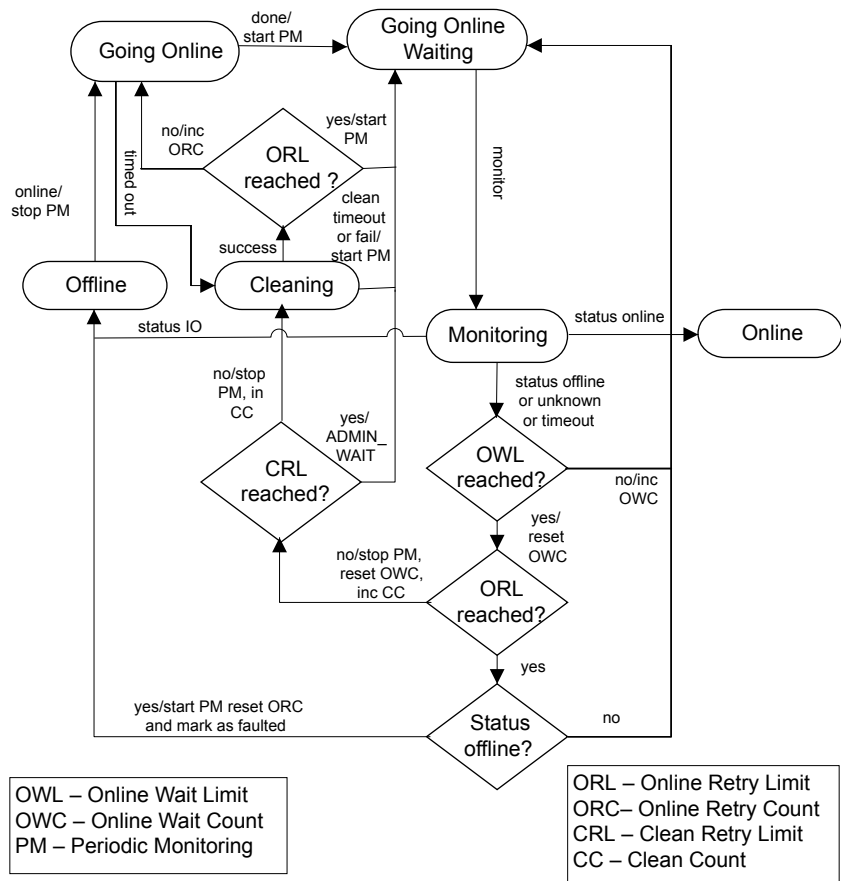 done/
start PM
Going Online
Going Online
Waiting
no/inc
ORC
yes/start
PM
ORL
reached ?
timed out
monitor
online/
stop PM
clean
timeout
or fail/
start PM
success
Offline
Cleaning
status IO
Monitoring
status online
Online
no/stop
PM, in
CC
status offline
or unknown
or timeout
yes/
ADMIN_
WAIT
CRL
reached?
OWL
reached?
no/inc
OWC
yes/
reset
OWC
no/stop PM,
reset OWC,
inc CC
ORL
reached?
yes
yes/start PM reset ORC
and mark as faulted
Status
offline?
no
OWL – Online Wait Limit
OWC – Online Wait Count
PM – Periodic Monitoring
ORL – Online Retry Limit
ORC– Online Retry Count
CRL – Clean Retry Limit
CC – Clean Count